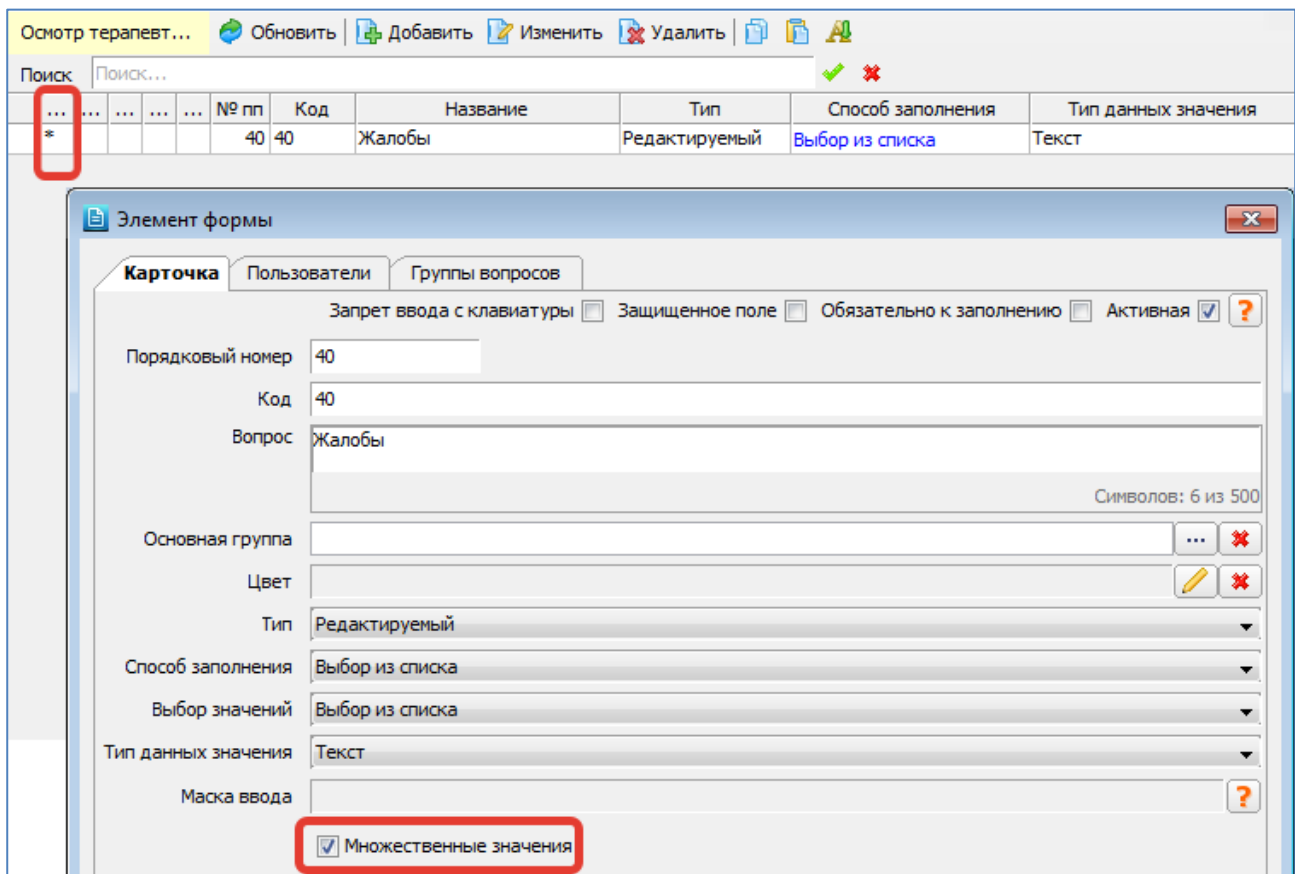 Осмотр терапевт... Обновить Добавить Изменить Удалить
Поиск Поиск...
... ... ... ... ... № пп Код Название Тип Способ заполнения Тип данных значения
* 40 40 Жалобы Редактируемый Выбор из списка Текст
Элемент формы
Карточка Пользователи Группы вопросов
Запрет ввода с клавиатуры Защищенное поле Обязательно к заполнению Активная ?
Порядковый номер 40
Код 40
Вопрос Жалобы
Символов: 6 из 500
Основная группа ...
Цвет
Тип Редактируемый
Способ заполнения Выбор из списка
Выбор значений Выбор из списка
Тип данных значения Текст
Маска ввода ?
Множественные значения